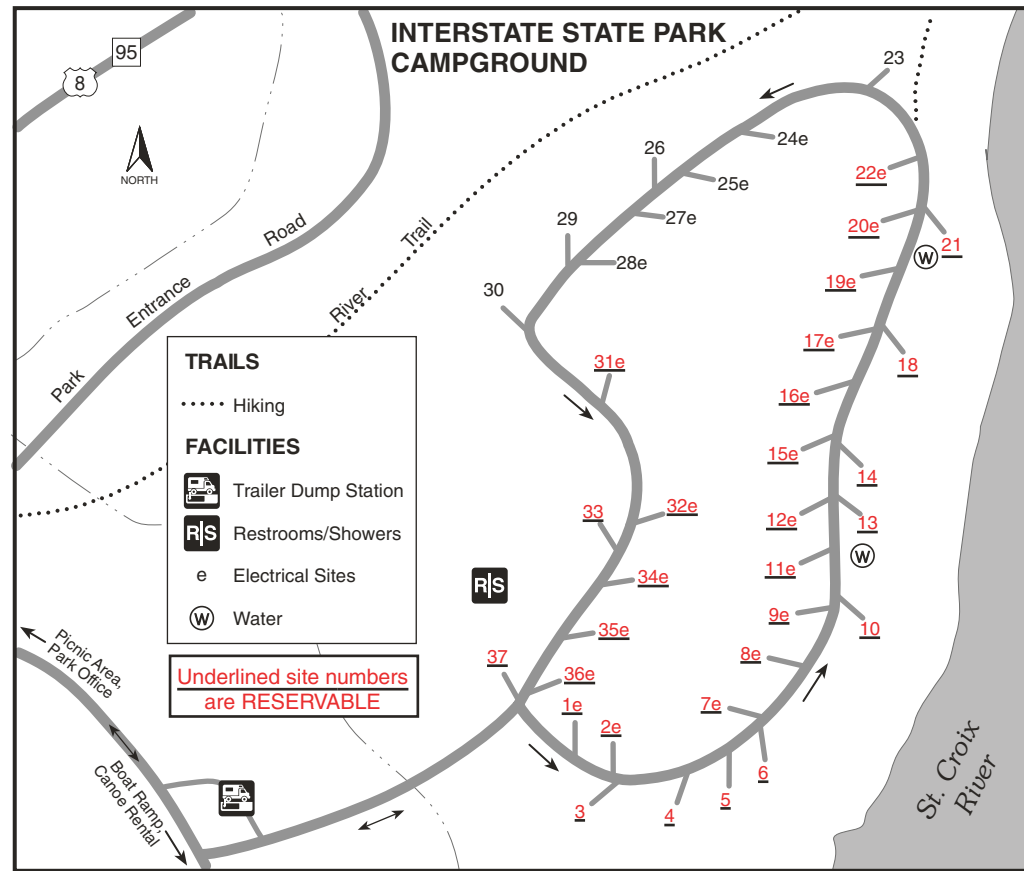 INTERSTATE STATE PARK
CAMPGROUND
95
8
NORTH
Park Entrance Road
River Trail
23
24e
26
25e
22e
27e
20e
21
29
W
28e
19e
30
17e
18
31e
16e
15e
14
32e
33
12e
13
W
11e
34e
R|S
9e
10
35e
8e
37
36e
7e
1e
2e
6
5
3
4
TRAILS
Hiking
FACILITIES
Trailer Dump Station
R|S Restrooms/Showers
e Electrical Sites
W Water
Underlined site numbers
are RESERVABLE
Picnic Area,
Park Office
Boat Ramp,
Canoe Rental
St. Croix
River